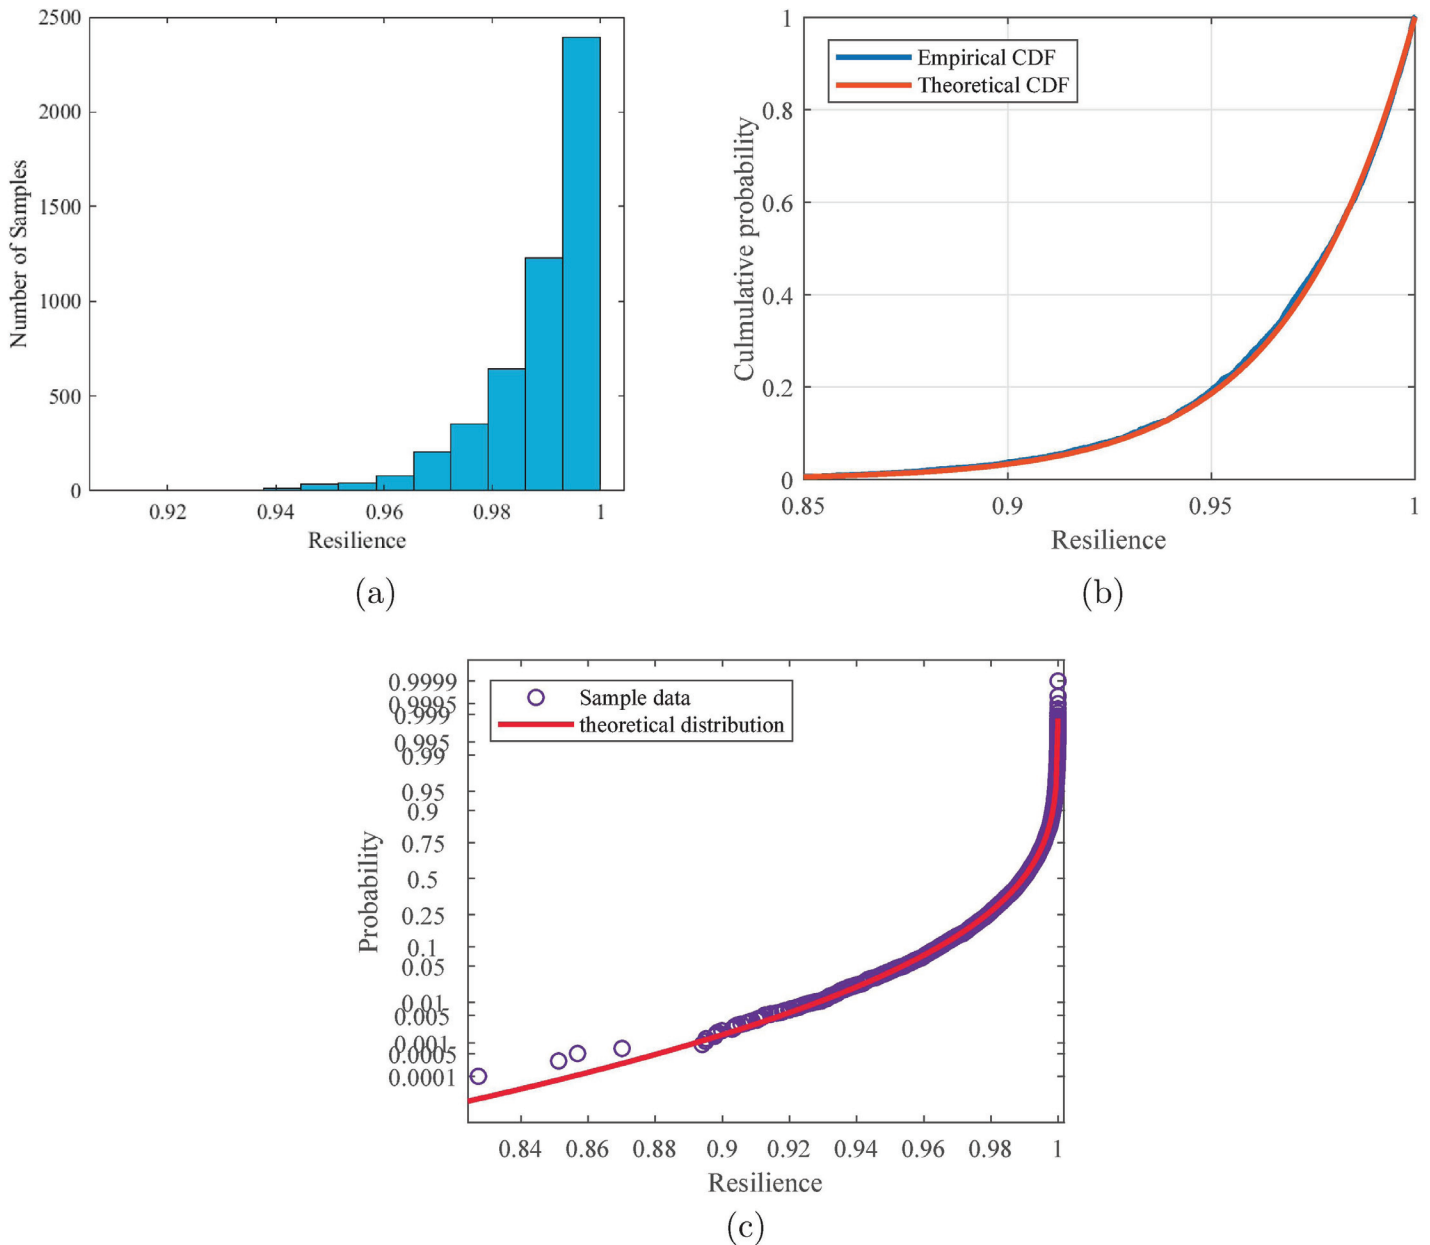 2500
2000
1500
1000
500
0
Number of Samples
0.92 0.94 0.96 0.98 1
Resilience
(a)
1
0.8
0.6
0.4
0.2
0
Culmulative probability
Empirical CDF
Theoretical CDF
0.85 0.9 0.95 1
Resilience
(b)
0.9999
0.9995
0.999
0.995
0.99
0.95
0.9
0.75
0.5
0.25
0.1
0.05
0.01
0.005
0.001
0.0005
0.0001
Probability
Sample data
theoretical distribution
0.84 0.86 0.88 0.9 0.92 0.94 0.96 0.98 1
Resilience
(c)